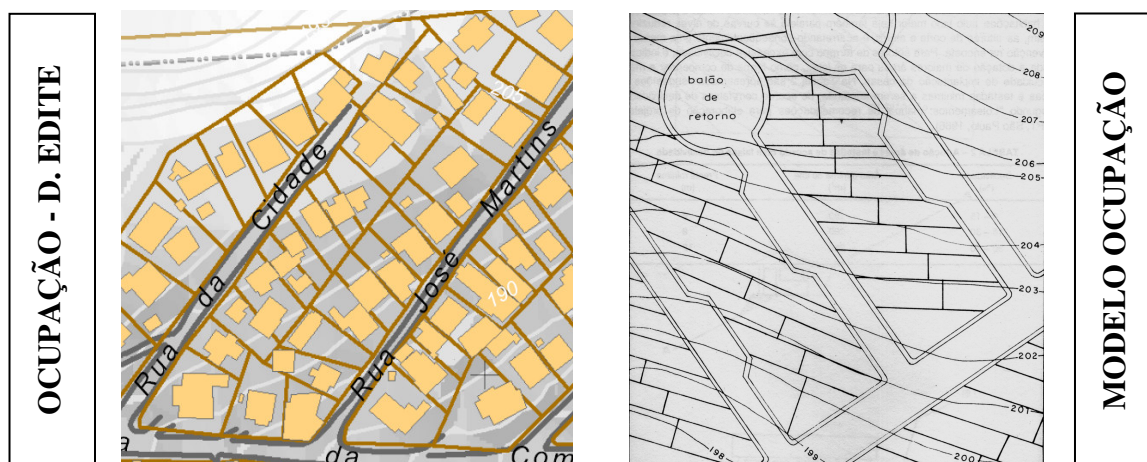 OCUPAÇÃO - D. EDITE
205
Rua da Cidade
Rua José Martins
190
a
da
Com
balão
de
retorno
209
208
207
206
205
204
203
202
201
200
199
198
MODELO OCUPAÇÃO